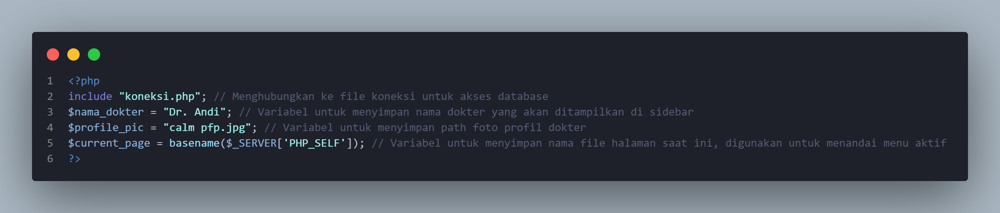 1 <?php
2 include "koneksi.php"; // Menghubungkan ke file koneksi untuk akses database
3 $nama_dokter = "Dr. Andi"; // Variabel untuk menyimpan nama dokter yang akan ditampilkan di sidebar
4 $profile_pic = "calm pfp.jpg"; // Variabel untuk menyimpan path foto profil dokter
5 $current_page = basename($_SERVER['PHP_SELF']); // Variabel untuk menyimpan nama file halaman saat ini, digunakan untuk menandai menu aktif
6 ?>